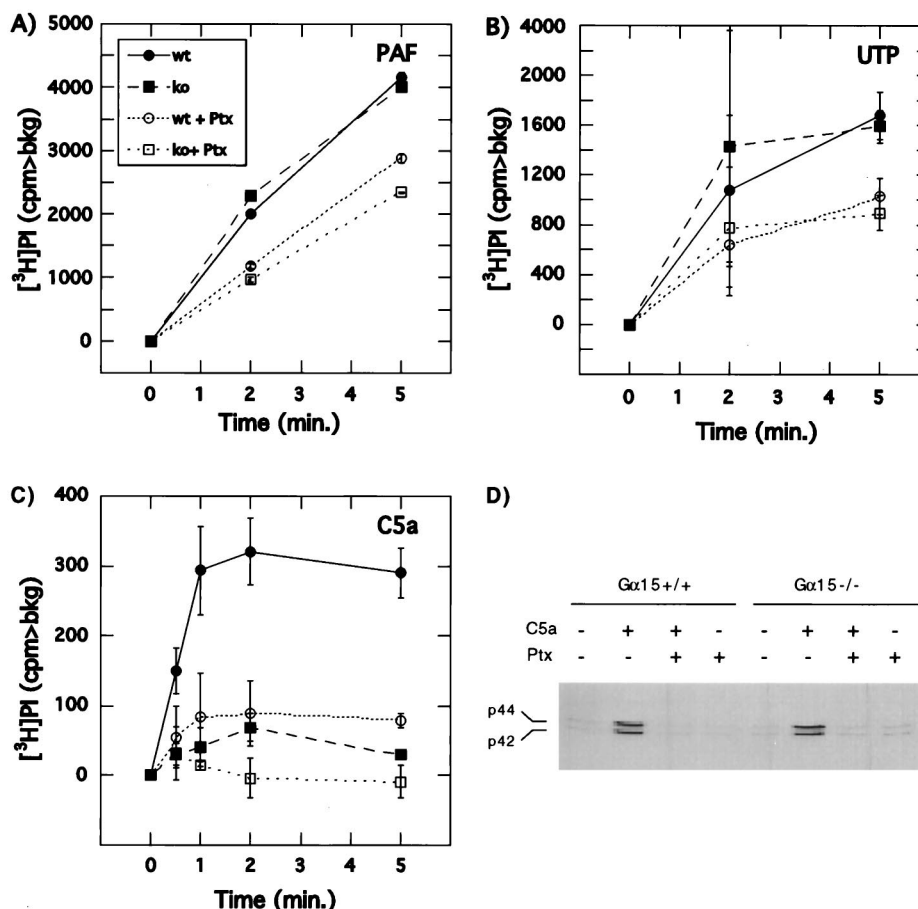 A)
PAF
[³H]PI (cpm>bkg)
5000
4000
3000
2000
1000
0
wt
ko
wt + Ptx
ko+ Ptx
0 1 2 3 4 5
Time (min.)
B)
UTP
[³H]PI (cpm>bkg)
4000
3200
2400
1600
800
400
0
0 1 2 3 4 5
Time (min.)
C)
C5a
[³H]PI (cpm>bkg)
400
300
200
100
0
0 1 2 3 4 5
Time (min.)
D)
Gα15+/+ Gα15-/-
C5a - + + - - + + -
Ptx - - + + - - + +
p44
p42